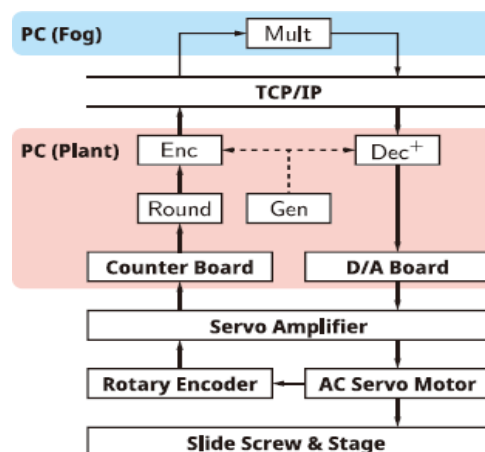 PC (Fog)
Mult
TCP/IP
PC (Plant)
Enc
Dec⁺
Round
Gen
Counter Board
D/A Board
Servo Amplifier
Rotary Encoder
AC Servo Motor
Slide Screw & Stage